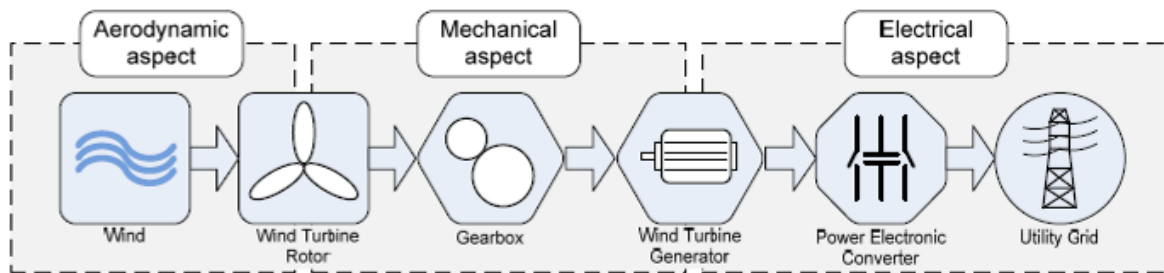 Aerodynamic
aspect
Mechanical
aspect
Electrical
aspect
Wind
Wind Turbine
Rotor
Gearbox
Wind Turbine
Generator
Power Electronic
Converter
Utility Grid